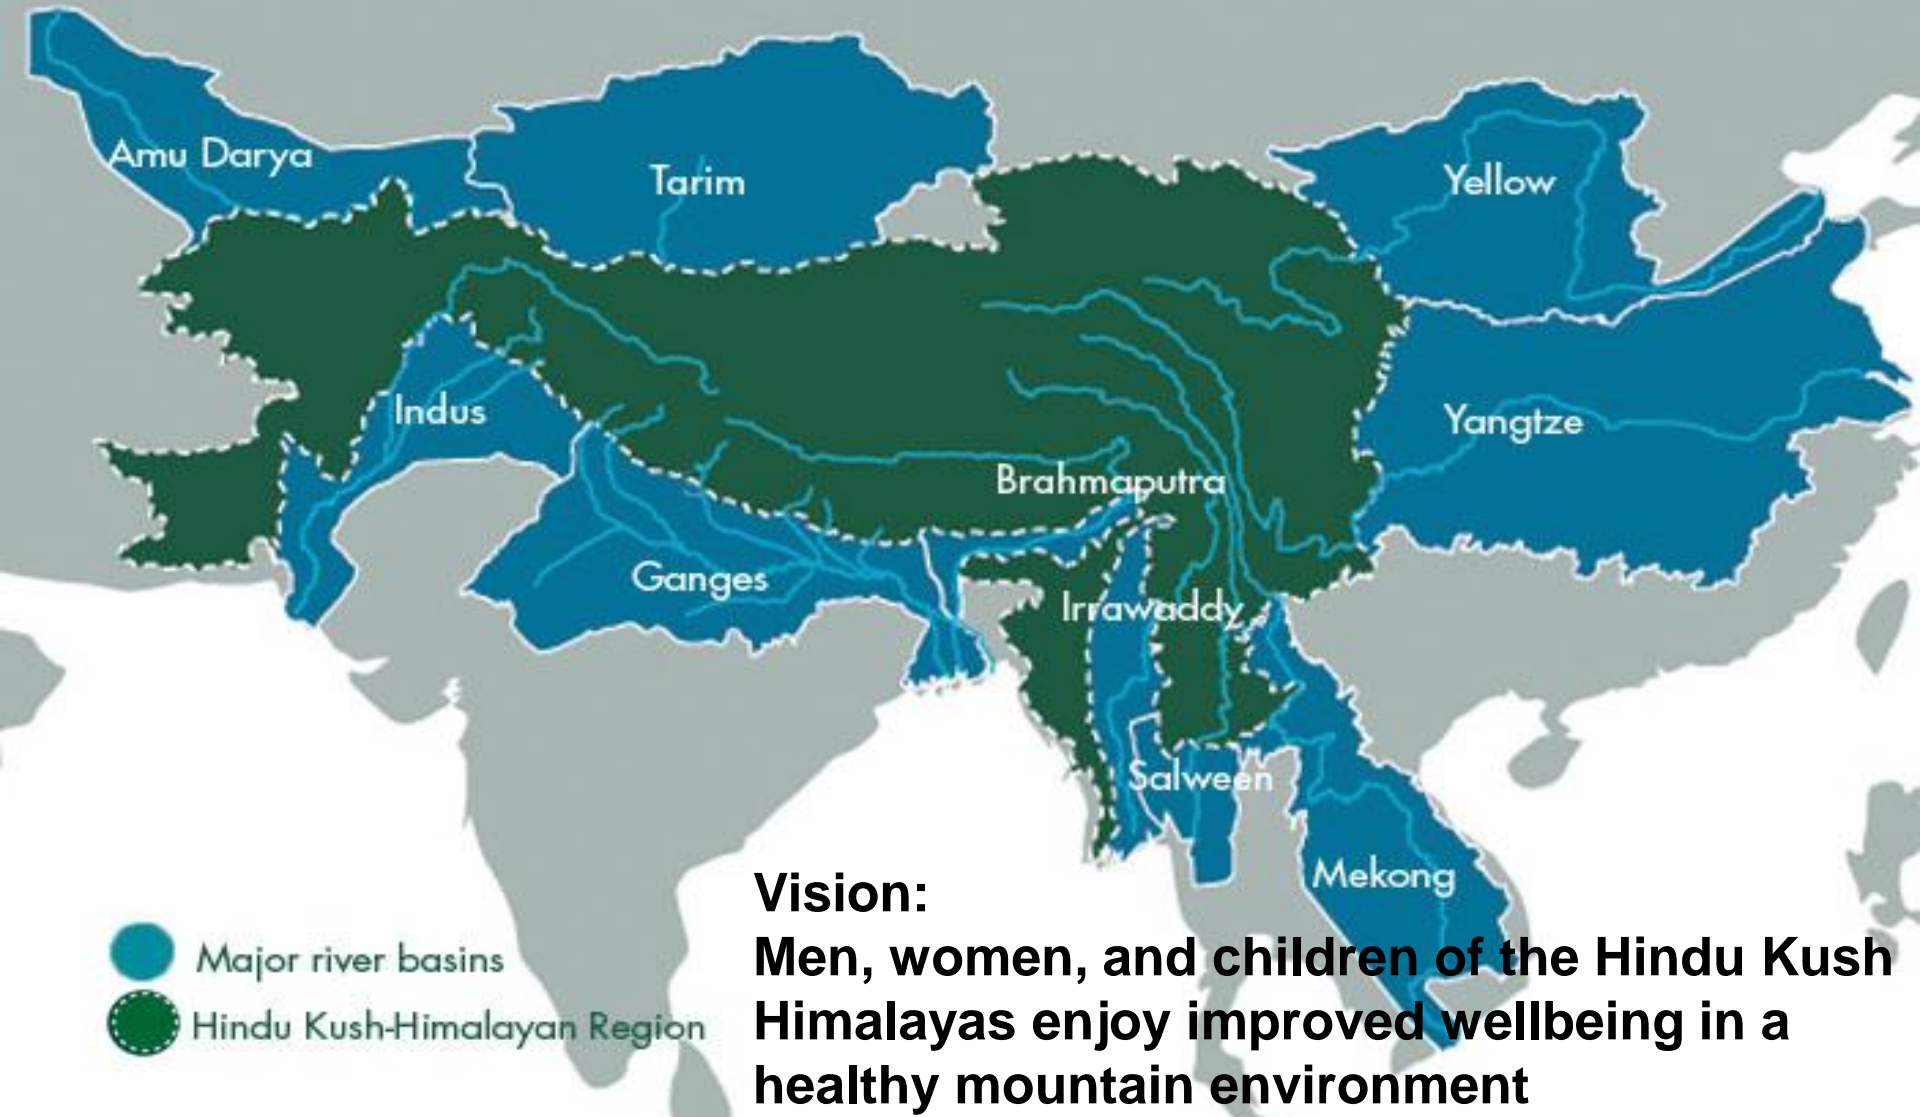 Amu Darya
Tarim
Yellow
Indus
Yangtze
Brahmaputra
Ganges
Irrawaddy
Salween
Mekong
Major river basins
Hindu Kush-Himalayan Region
Vision:
Men, women, and children of the Hindu Kush
Himalayas enjoy improved wellbeing in a
healthy mountain environment